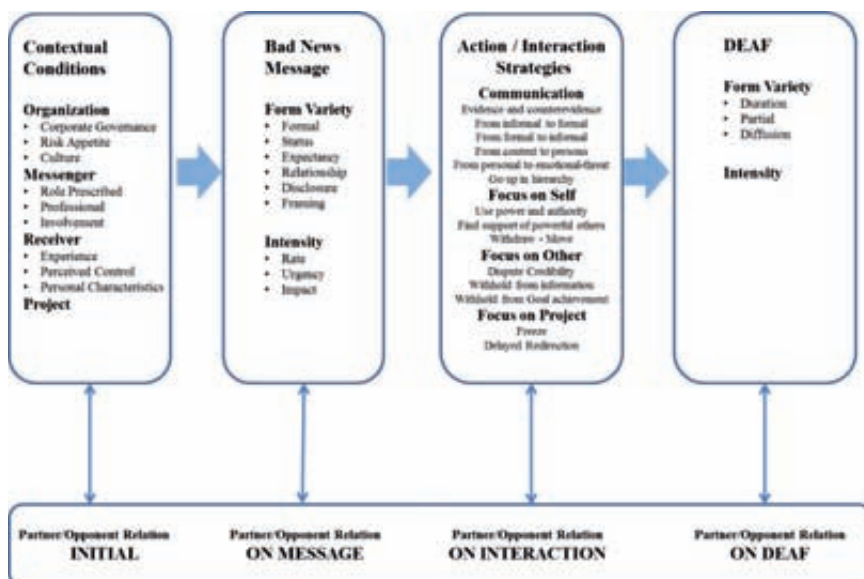 Contextual
Conditions
Organization
• Corporate Governance
• Risk Appetite
• Culture
Messenger
• Role Prescribed
• Professional
• Involvement
Receiver
• Experience
• Perceived Control
• Personal Characteristics
Project
Bad News
Message
Form Variety
• Formal
• Status
• Expectancy
• Relationship
• Disclosure
• Framing
Intensity
• Rate
• Urgency
• Impact
Action / Interaction
Strategies
Communication
Evidence and counterevidence
From informal to formal
From formal to informal
From content to persons
From personal to emotional-threat
Go up in hierarchy
Focus on Self
Use power and authority
Find support of powerful others
Withdraw - Move
Focus on Other
Dispute Credibility
Withhold from information
Withhold from Goal achievement
Focus on Project
Freeze
Delayed Redirection
DEAF
Form Variety
• Duration
• Partial
• Diffusion
Intensity
Partner/Opponent Relation
INITIAL
Partner/Opponent Relation
ON MESSAGE
Partner/Opponent Relation
ON INTERACTION
Partner/Opponent Relation
ON DEAF